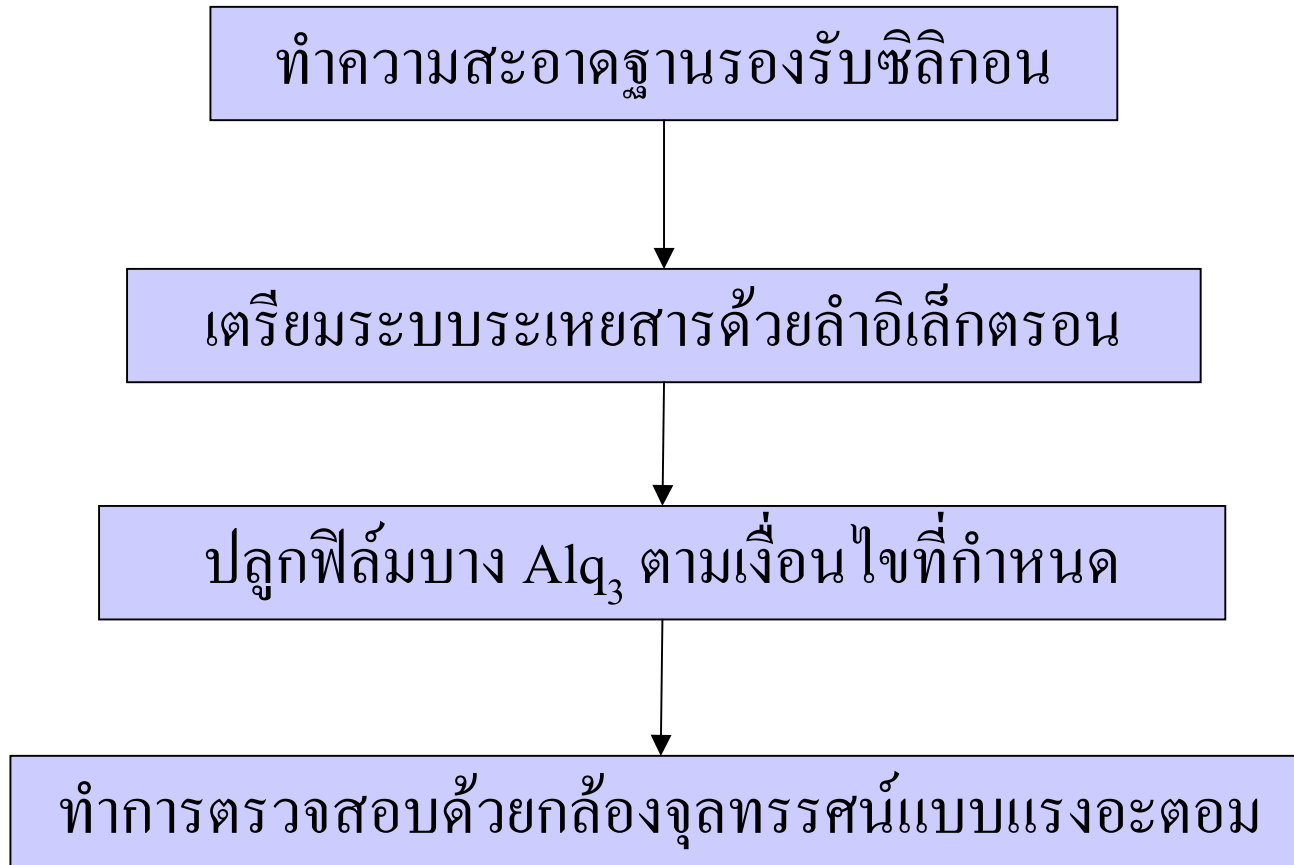 ทำความสะอาดฐานรองรับซิลิกอน
เตรียมระบบระเหยสารด้วยลำอิเล็กตรอน
ปลูกฟิล์มบาง Alq₃ ตามเงื่อนไขที่กำหนด
ทำการตรวจสอบด้วยกล้องจุลทรรศน์แบบแรงอะตอม